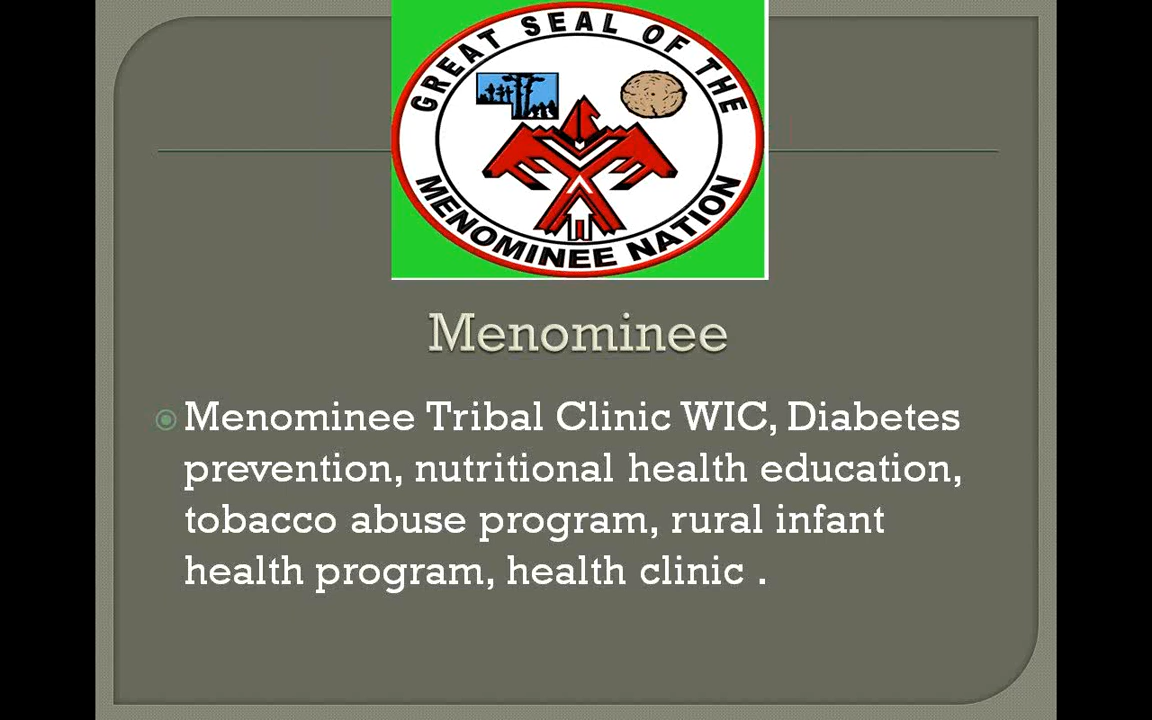 GREAT SEAL OF THE
MENOMINEE NATION
Menominee
Menominee Tribal Clinic WIC, Diabetes
prevention, nutritional health education,
tobacco abuse program, rural infant
health program, health clinic .